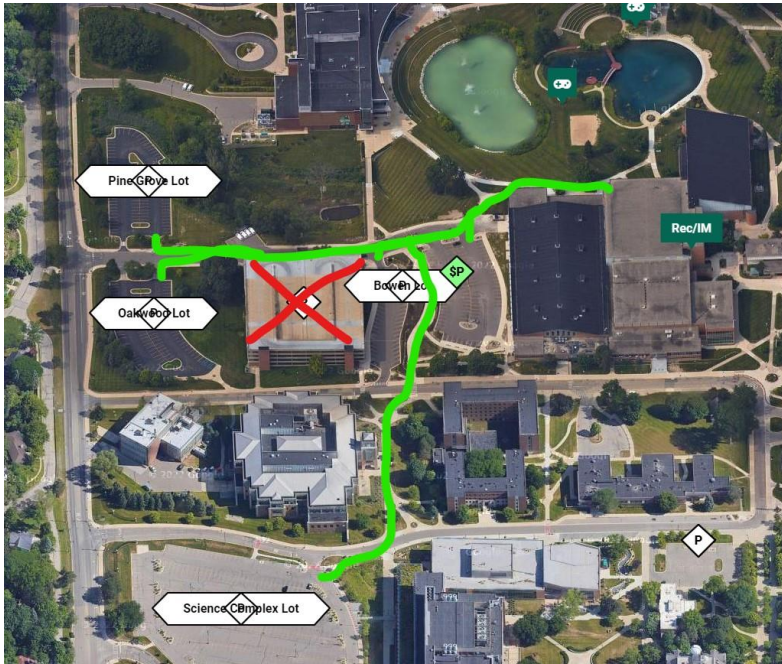 Pine Grove Lot
P
Rec/IM
$P
Bowen Lot
P
Oakwood Lot
P
P
Science Complex Lot
P